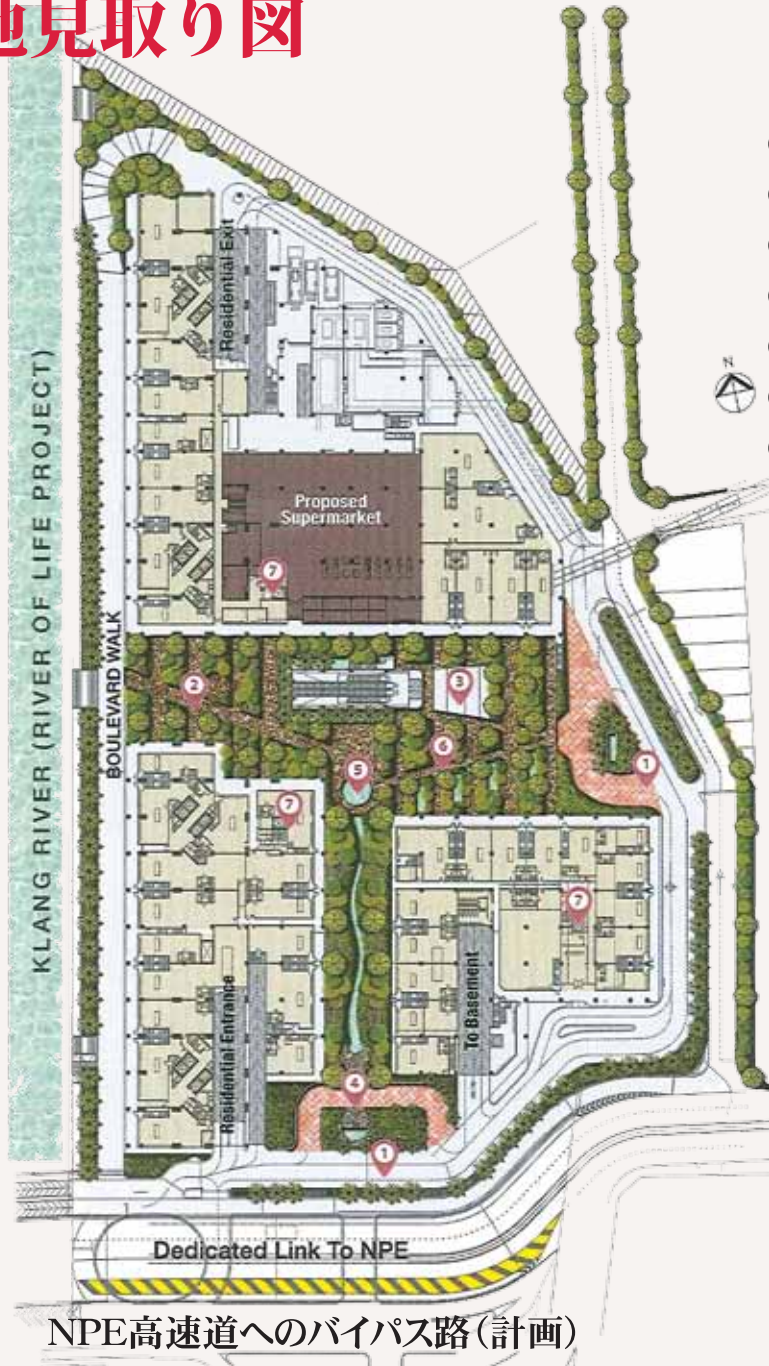 地見取り図
Residential Exit
N
KLANG RIVER (RIVER OF LIFE PROJECT)
Proposed
Supermarket
7
BOULEVARD WALK
2
3
6
5
1
7
7
Residential Entrance
To Basement
4
1
Dedicated Link To NPE
NPE高速道へのバイパス路(計画)